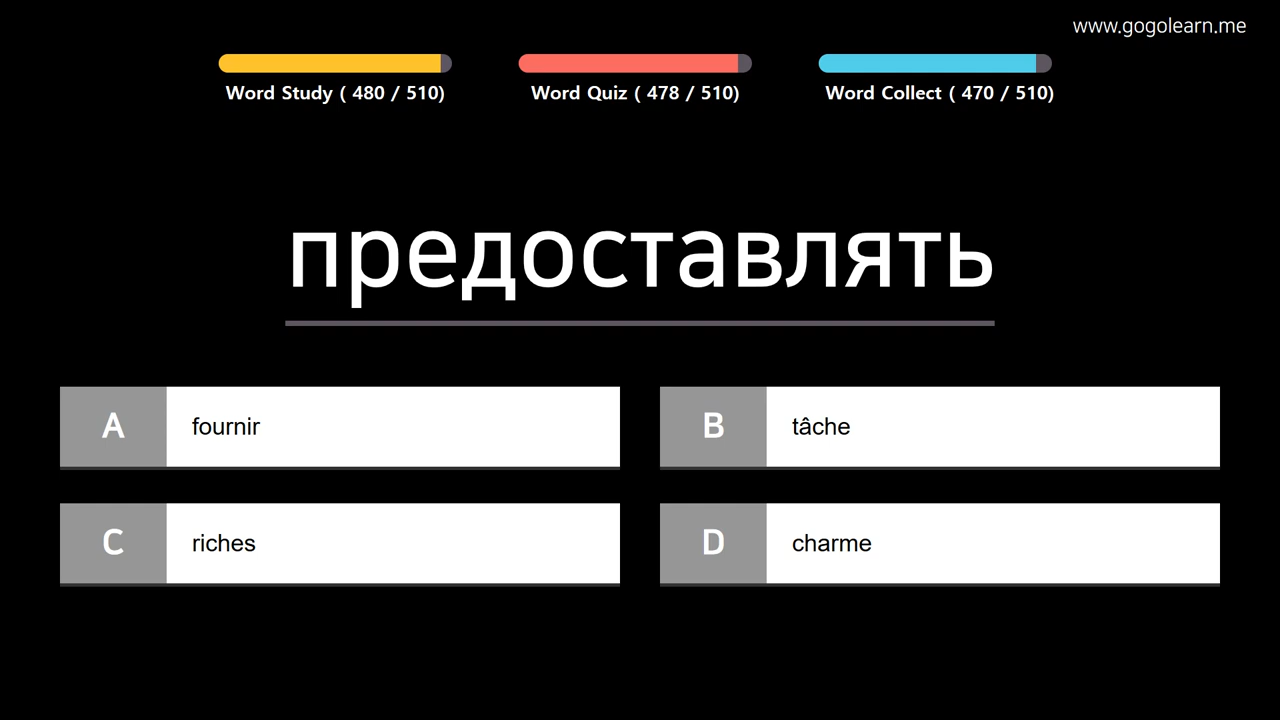 www.gogolearn.me
Word Study ( 480 / 510)
Word Quiz ( 478 / 510)
Word Collect ( 470 / 510)
предоставлять
A fournir
B tâche
C riches
D charme